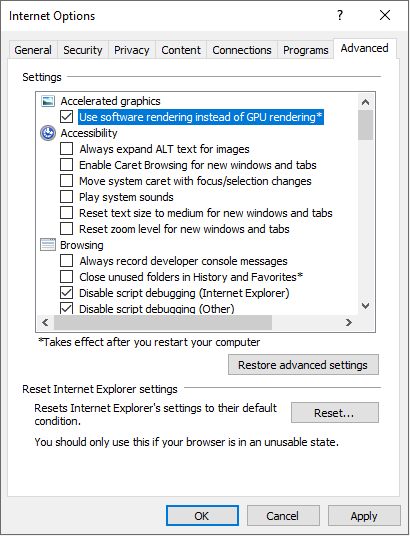 Internet Options
General Security Privacy Content Connections Programs Advanced
Settings
Accelerated graphics
Use software rendering instead of GPU rendering*
Accessibility
Always expand ALT text for images
Enable Caret Browsing for new windows and tabs
Move system caret with focus/selection changes
Play system sounds
Reset text size to medium for new windows and tabs
Reset zoom level for new windows and tabs
Browsing
Always record developer console messages
Close unused folders in History and Favorites*
Disable script debugging (Internet Explorer)
Disable script debugging (Other)
*Takes effect after you restart your computer
Restore advanced settings
Reset Internet Explorer settings
Resets Internet Explorer's settings to their default
condition.
Reset...
You should only use this if your browser is in an unusable state.
OK Cancel Apply